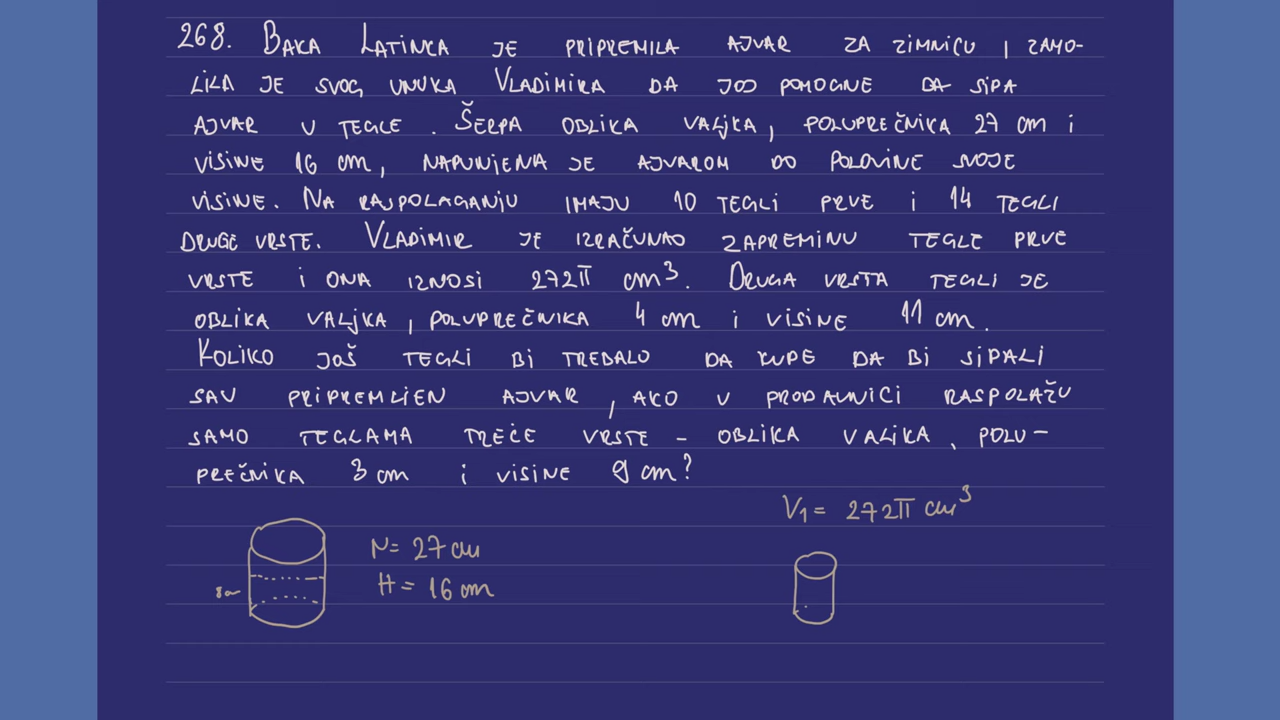 268. BAKA LATINKA JE PRIPREMILA AJVAR ZA ZIMNICU, ZAMO-
LILA JE SVOG UNUKA VLADIMIRA DA JOJ POMOGNE DA SIPA
AJVAR U TEGLE. ŠERPA OBLIKA VALJKA, POLUPREČNIKA 27 cm i
VISINE 16 cm, NAPUNJENA JE AJVAROM DO POLOVINE SVOJE
VISINE. NA RASPOLAGANJU IMAJU 10 TEGLI PRVE i 14 TEGLI
DRUGE VRSTE. VLADIMIR JE IZRAČUNAO ZAPREMINU TEGLE PRVE
VRSTE i ONA IZNOSI 272π cm³. DRUGA VRSTA TEGLI JE
OBLIKA VALJKA, POLUPREČNIKA 4 cm i VISINE 11 cm.
KOLIKO JOŠ TEGLI BI TREBALO DA KUPE DA BI SIPALI
SAV PRIPREMLJEN AJVAR, AKO U PRODAVNICI RASPOLAŽU
SAMO TEGLAMA TREĆE VRSTE - OBLIKA VALJKA, POLU-
PREČNIKA 3 cm i VISINE 9 cm?
V₁ = 272π cm³
r = 27 cm
H = 16 cm